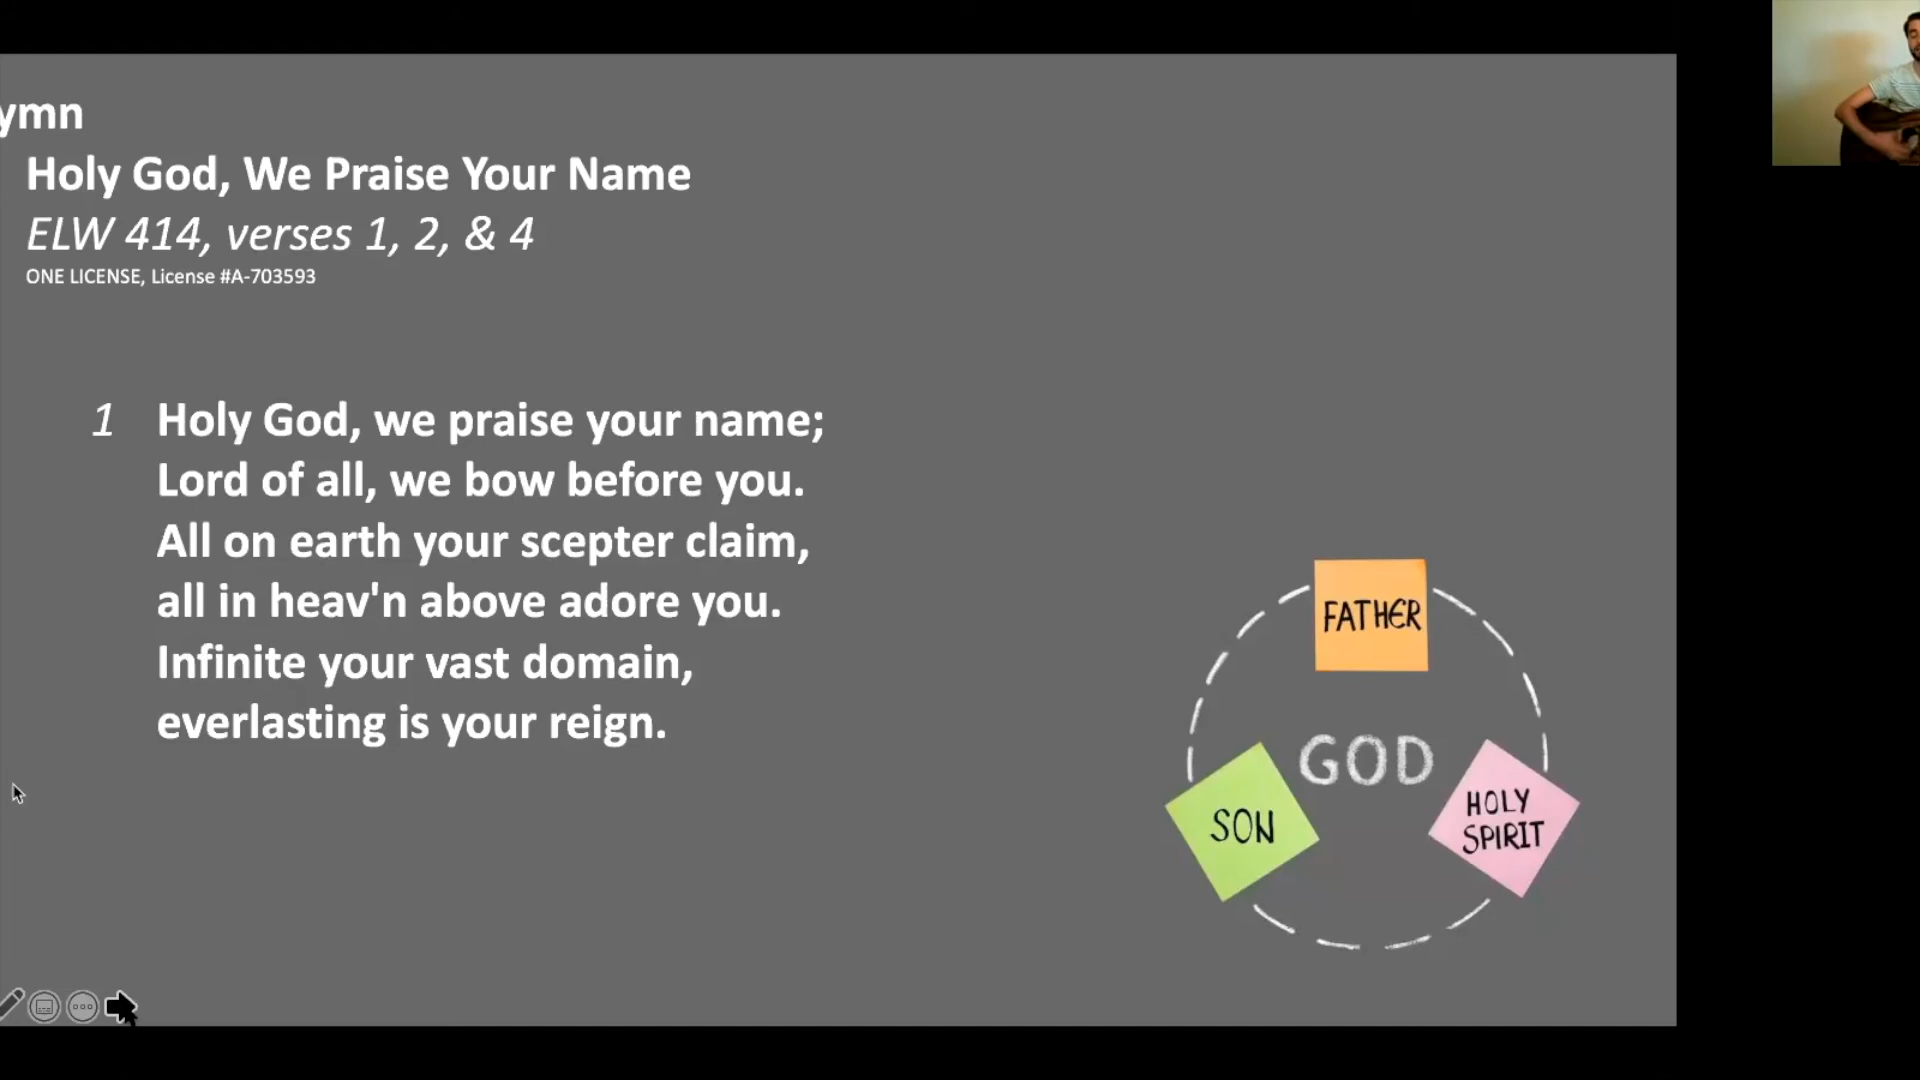 ymn
Holy God, We Praise Your Name
ELW 414, verses 1, 2, & 4
ONE LICENSE, License #A-703593
1 Holy God, we praise your name;
Lord of all, we bow before you.
All on earth your scepter claim,
all in heav'n above adore you.
Infinite your vast domain,
everlasting is your reign.
FATHER
GOD
SON
HOLY
SPIRIT